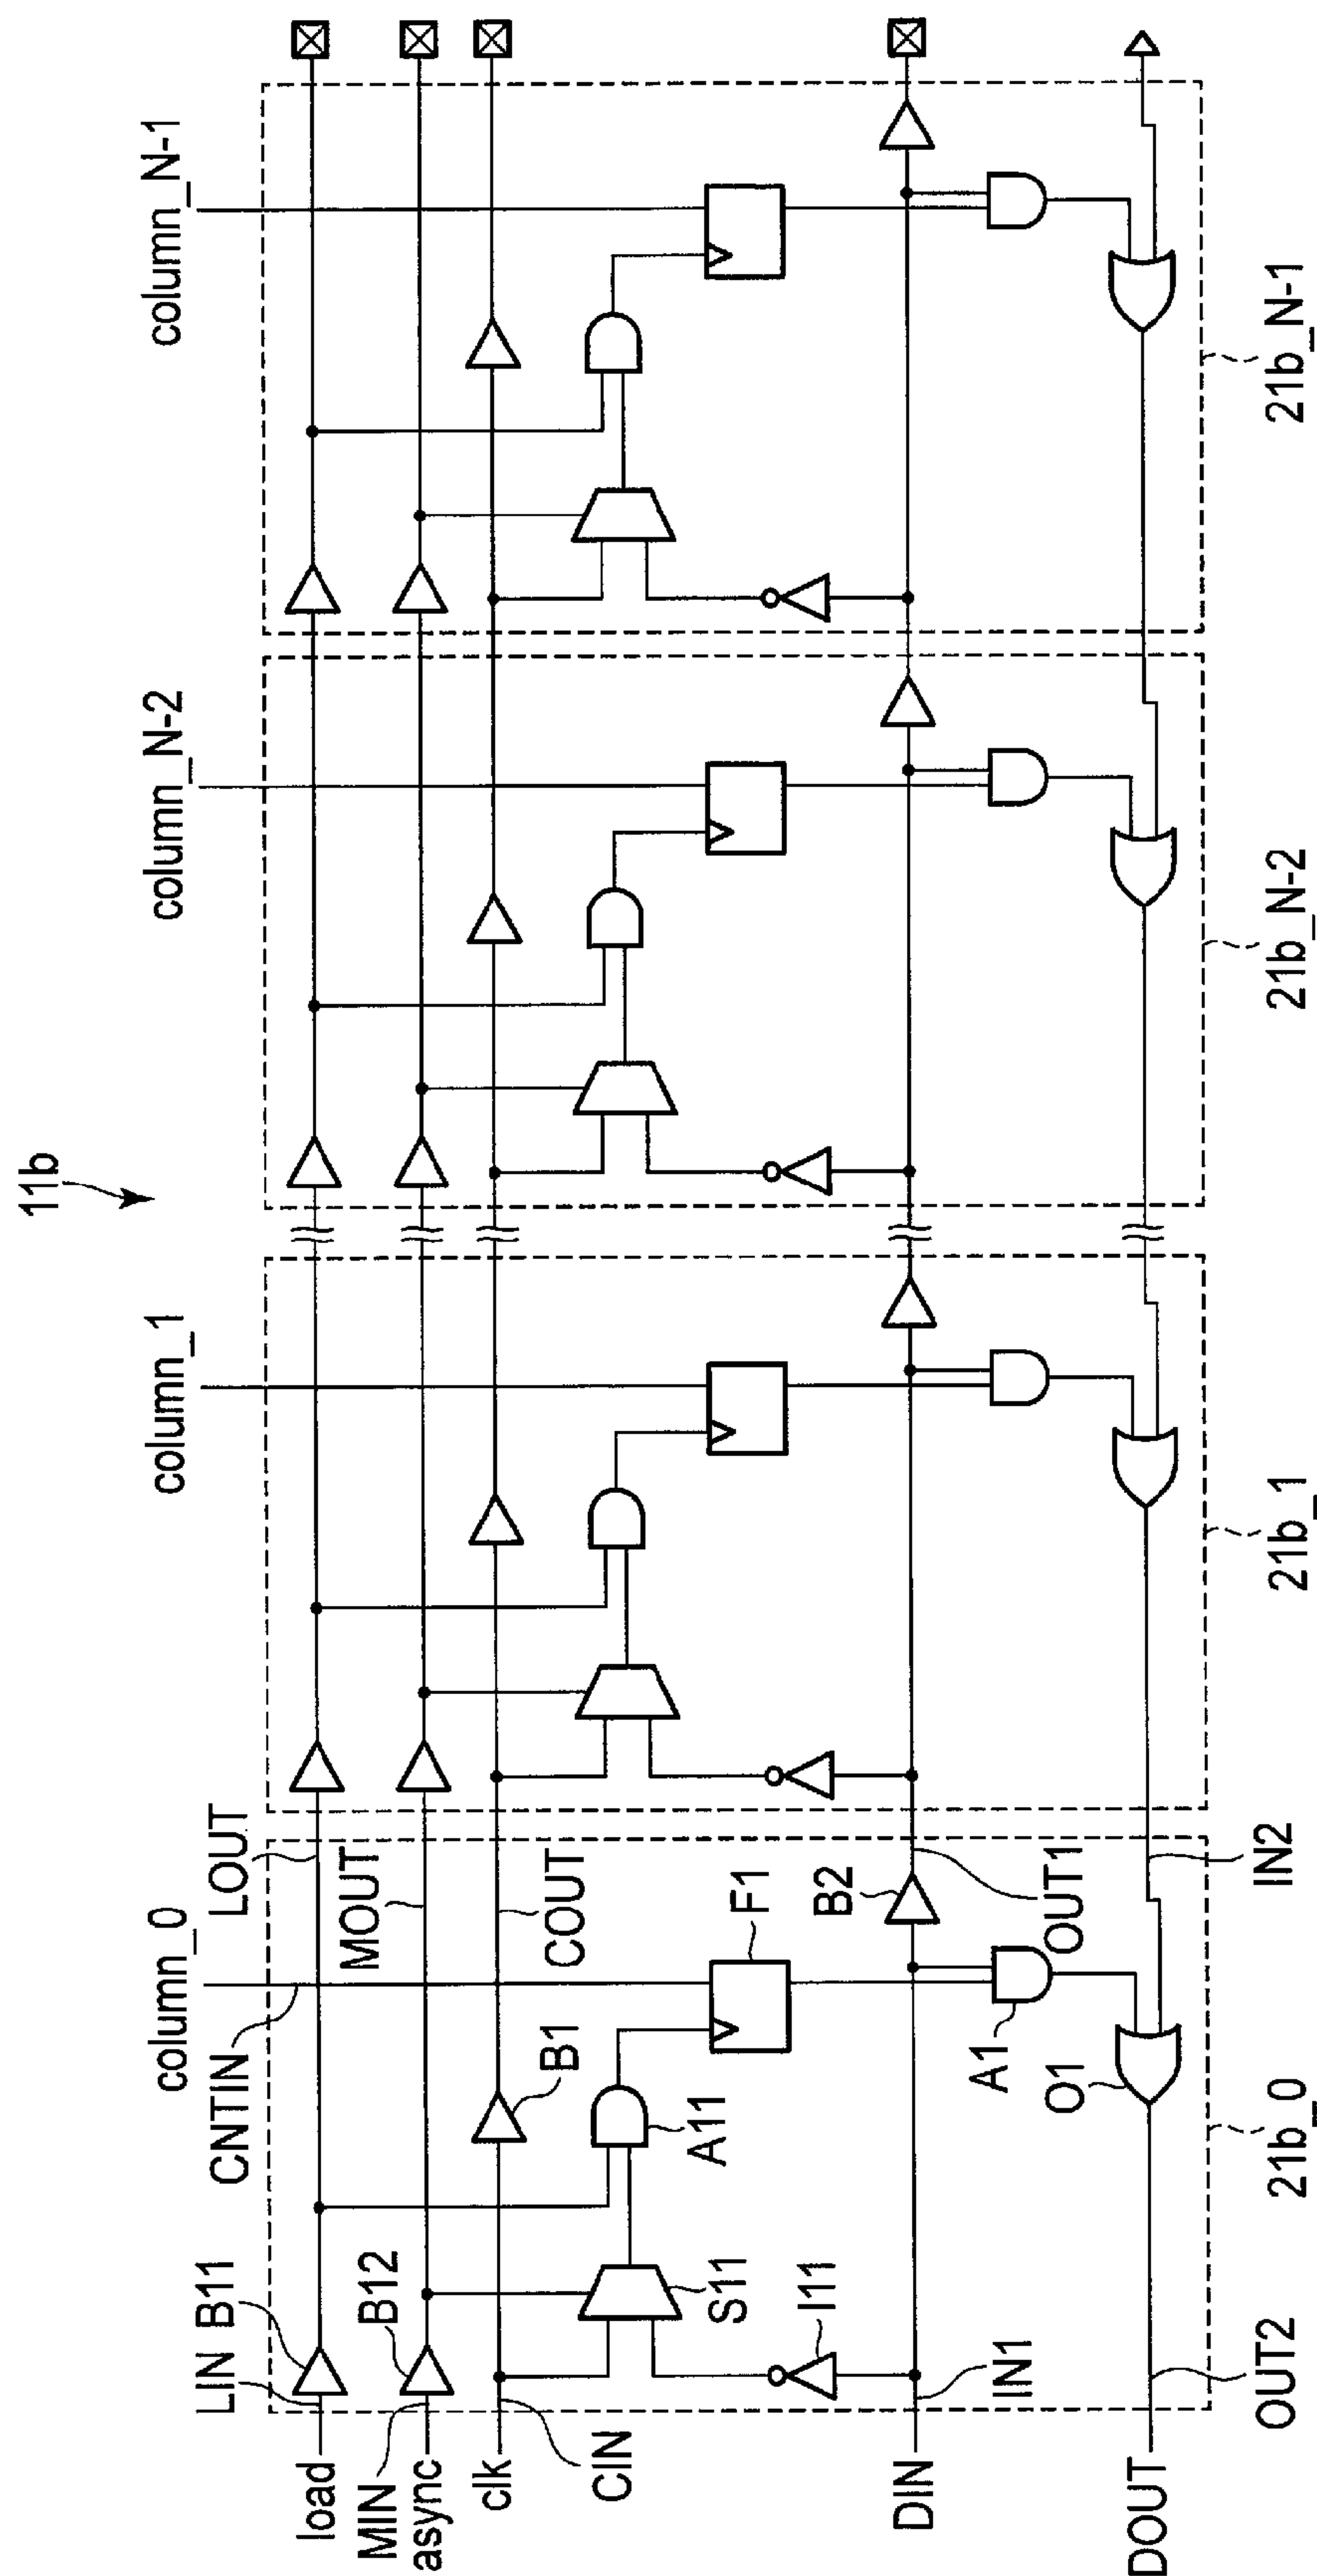 11b
column_0
column_1
column_N-2
column_N-1
CNTIN
LOUT
MOUT
COUT
LIN
B11
B12
B1
F1
B2
load
MIN
async
clk
CIN
A11
S11
I11
A1
O1
IN1
OUT1
IN2
OUT2
DIN
DOUT
21b_0
21b_1
21b_N-2
21b_N-1